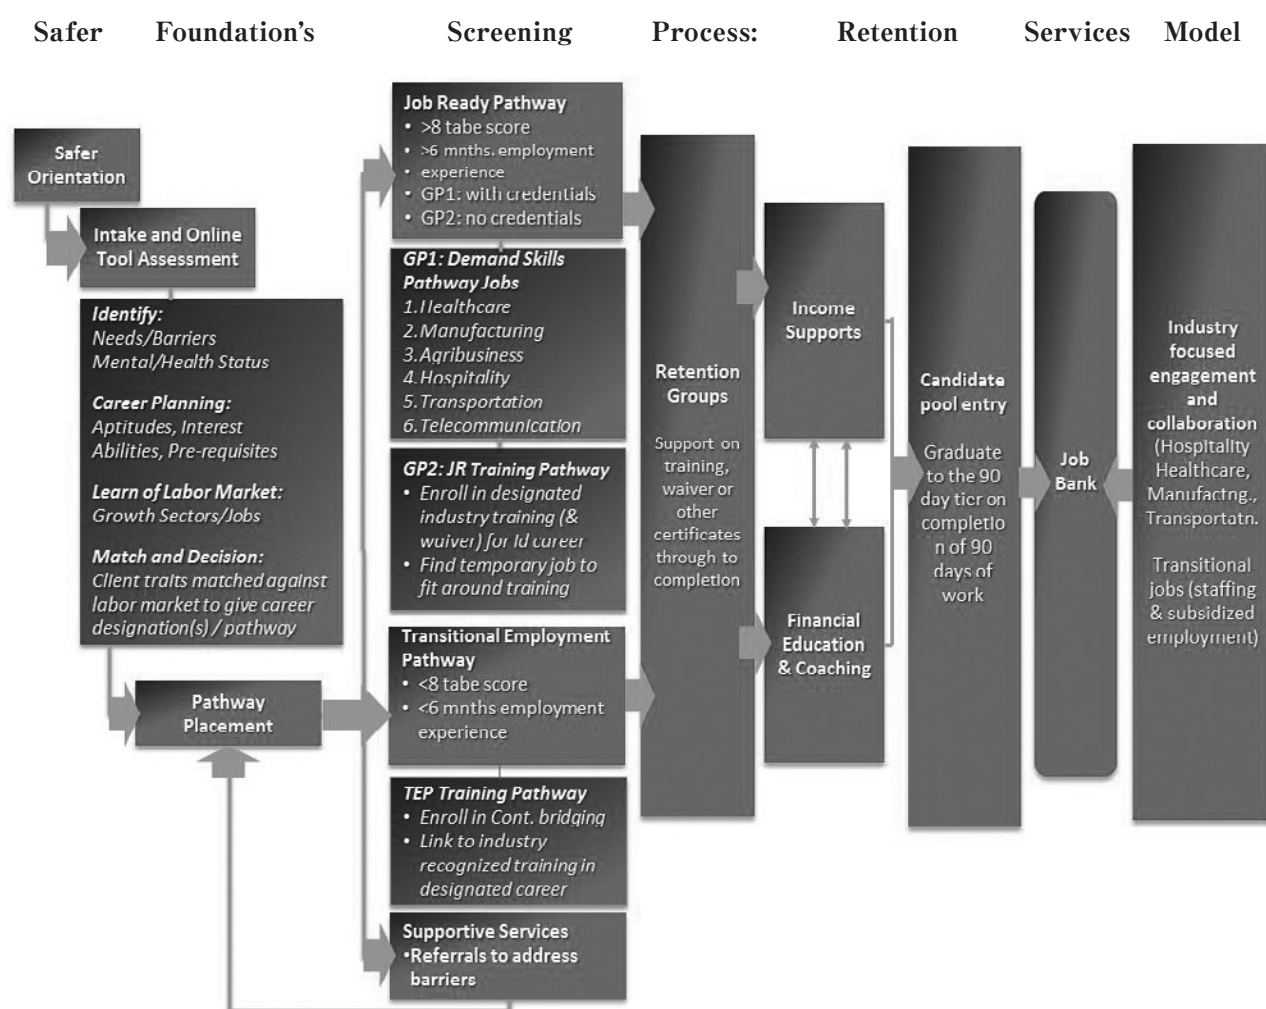 Safer Foundation's Screening Process: Retention Services Model
Safer
Orientation
Intake and Online
Tool Assessment
Identify:
Needs/Barriers
Mental/Health Status
Career Planning:
Aptitudes, Interest
Abilities, Pre-requisites
Learn of Labor Market:
Growth Sectors/Jobs
Match and Decision:
Client traits matched against
labor market to give career
designation(s) / pathway
Pathway
Placement
Job Ready Pathway
• >8 tabe score
• >6 mnths. employment
• experience
• GP1: with credentials
• GP2: no credentials
GP1: Demand Skills
Pathway Jobs
1. Healthcare
2. Manufacturing
3. Agribusiness
4. Hospitality
5. Transportation
6. Telecommunication
GP2: JR Training Pathway
• Enroll in designated
industry training (&
waiver) for id career
• Find temporary job to
fit around training
Transitional Employment
Pathway
• <8 tabe score
• <6 mnths employment
experience
TEP Training Pathway
• Enroll in Cont. bridging
• Link to industry
recognized training in
designated career
Supportive Services
•Referrals to address
barriers
Retention
Groups
Support on
training,
waiver or
other
certificates
through to
completion
Income
Supports
Financial
Education
& Coaching
Candidate
pool entry
Graduate
to the 90
day tier on
completio
n of 90
days of
work
Job
Bank
Industry
focused
engagement
and
collaboration
(Hospitality
Healthcare,
Manufactng.,
Transportatn.
Transitional
jobs (staffing
& subsidized
employment)